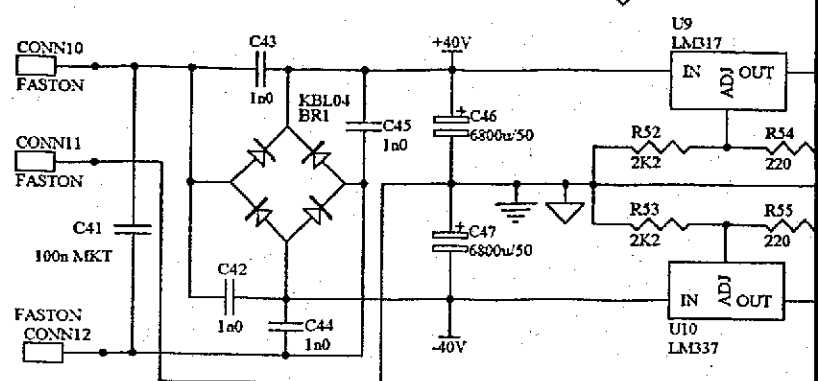 U9
LM317
IN
ADJ
OUT
CONN10
FASTON
C43
1n0
+40V
KBL04
BR1
C45
1n0
C46
+
6800u/50
R52
2K2
R54
220
CONN11
FASTON
C41
100n MKT
C47
+
6800u/50
R53
2K2
R55
220
C42
1n0
C44
1n0
FASTON
CONN12
-40V
IN
ADJ
OUT
U10
LM337